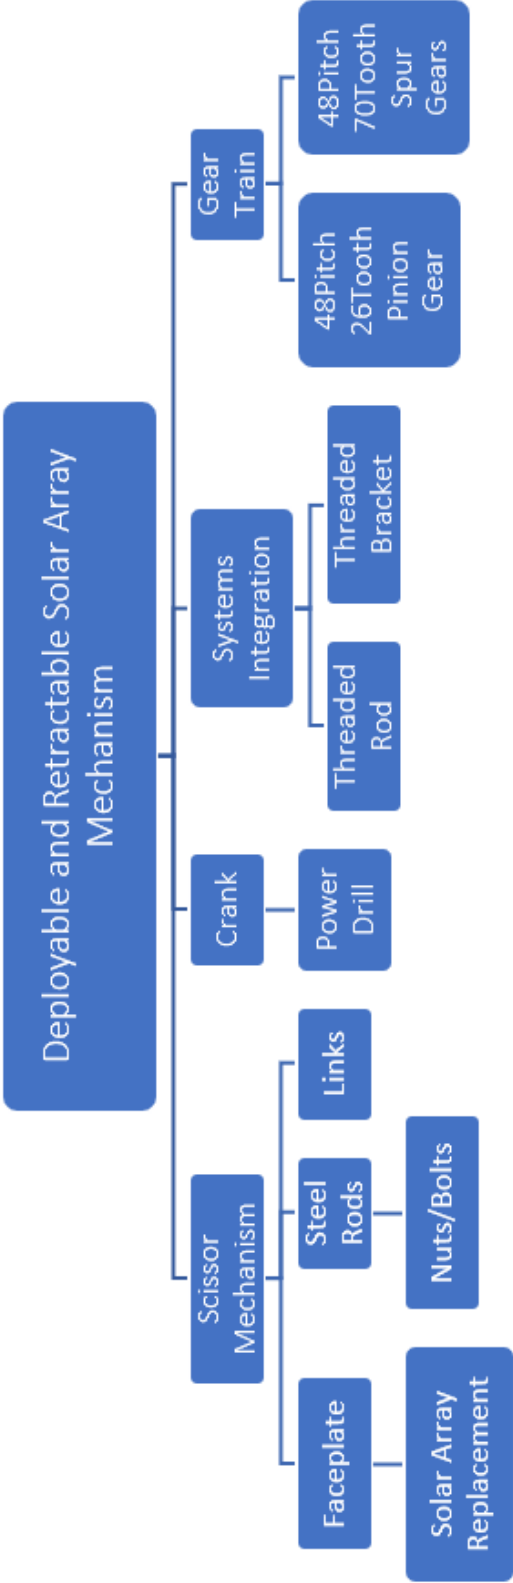 Deployable and Retractable Solar Array
Mechanism
Scissor
Mechanism
Crank
Systems
Integration
Gear
Train
Faceplate
Steel
Rods
Links
Power
Drill
Threaded
Rod
Threaded
Bracket
48Pitch
26Tooth
Pinion
Gear
48Pitch
70Tooth
Spur
Gears
Solar Array
Replacement
Nuts/Bolts